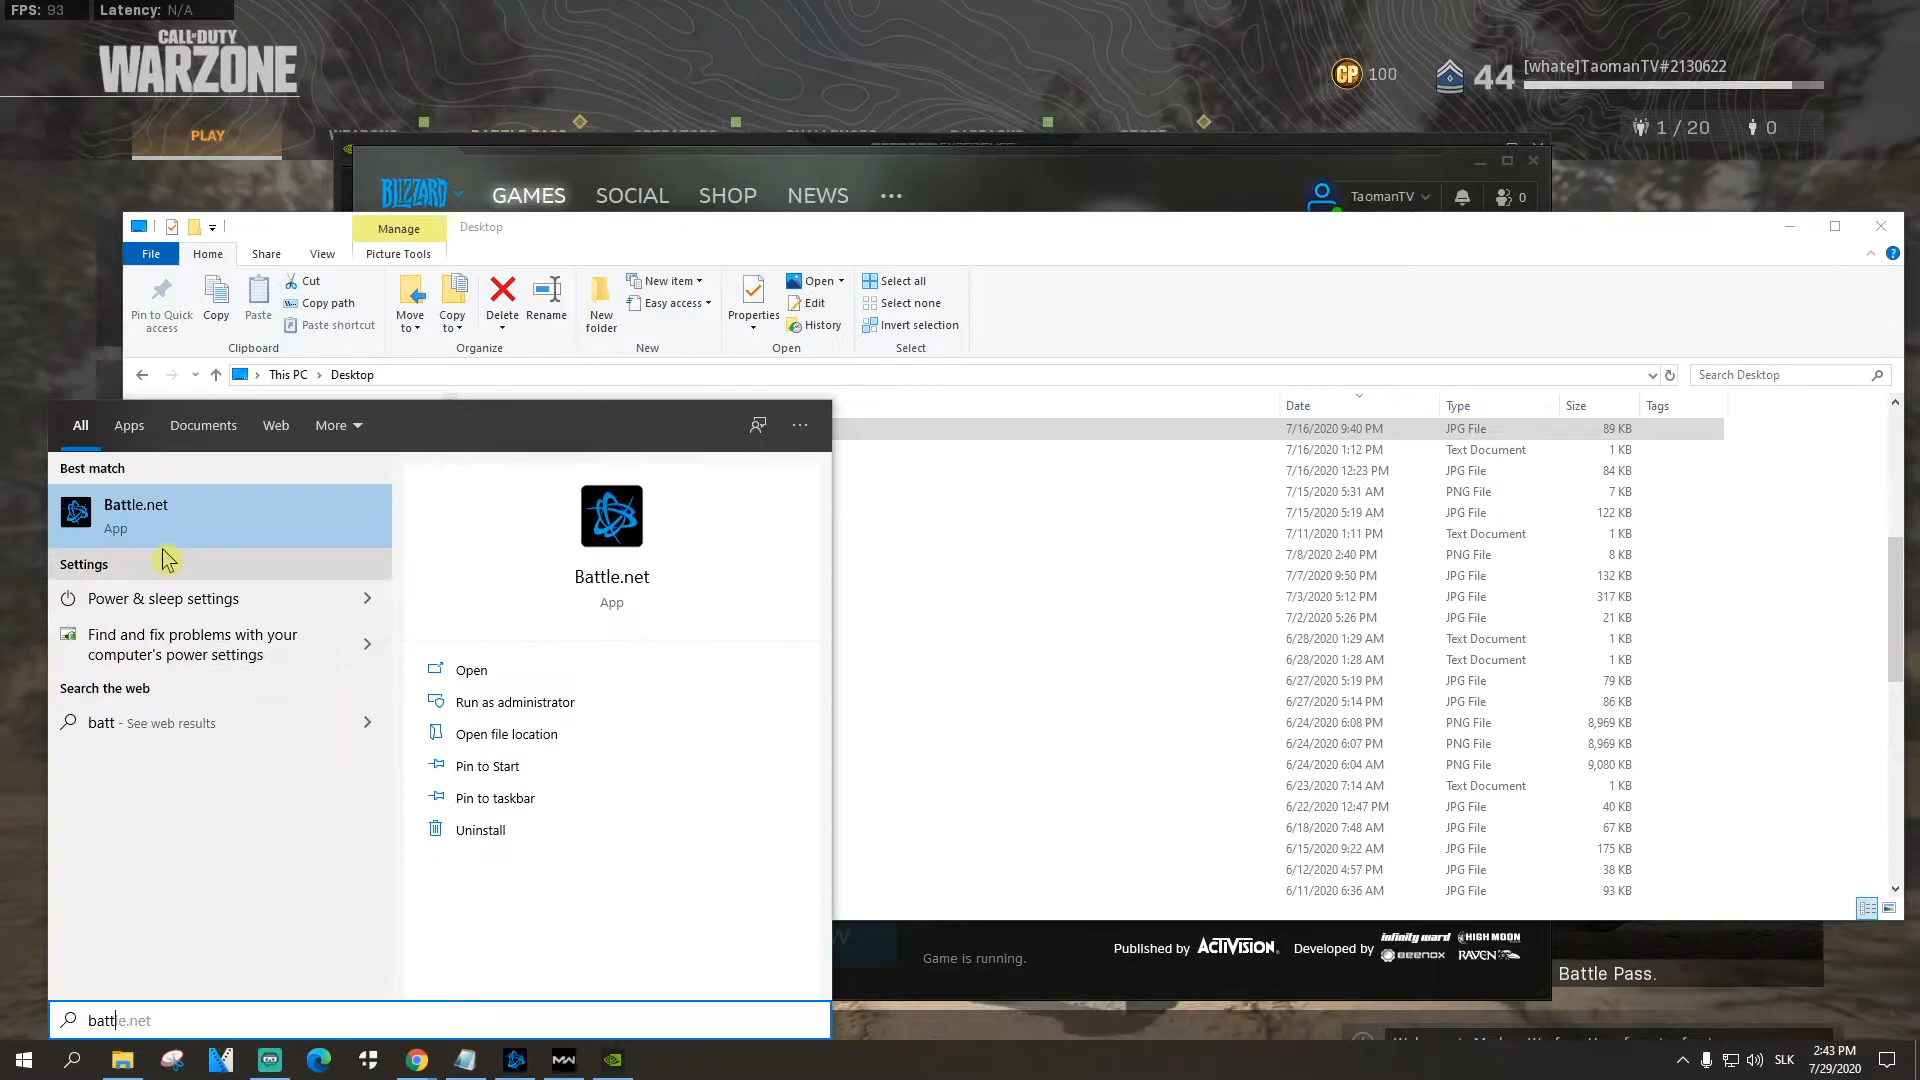 FPS: 93
Latency: N/A
CALL OF DUTY
WARZONE
CP 100
44
[whate]TaomanTV#2130622
1 / 20
0
PLAY
BLIZZARD
GAMES
SOCIAL
SHOP
NEWS
TaomanTV
0
Manage
Desktop
File
Home
Share
View
Picture Tools
Pin to Quick
access
Copy
Paste
Cut
Copy path
Paste shortcut
Clipboard
Move
to
Copy
to
Delete
Rename
Organize
New
folder
New item
Easy access
New
Properties
Open
Edit
History
Open
Select all
Select none
Invert selection
Select
This PC
Desktop
Search Desktop
Date Type Size Tags
7/16/2020 9:40 PM JPG File 89 KB
7/16/2020 1:12 PM Text Document 1 KB
7/16/2020 12:23 PM JPG File 84 KB
7/15/2020 5:31 AM PNG File 7 KB
7/15/2020 5:19 AM JPG File 122 KB
7/11/2020 1:11 PM Text Document 1 KB
7/8/2020 2:40 PM PNG File 8 KB
7/7/2020 9:50 PM JPG File 132 KB
7/3/2020 5:12 PM JPG File 317 KB
7/2/2020 5:26 PM JPG File 21 KB
6/28/2020 1:29 AM Text Document 1 KB
6/28/2020 1:28 AM Text Document 1 KB
6/27/2020 5:19 PM JPG File 79 KB
6/27/2020 5:14 PM JPG File 86 KB
6/24/2020 6:08 PM PNG File 8,969 KB
6/24/2020 6:07 PM PNG File 8,969 KB
6/24/2020 6:04 AM PNG File 9,080 KB
6/23/2020 7:14 AM Text Document 1 KB
6/22/2020 12:47 PM JPG File 40 KB
6/18/2020 7:48 AM JPG File 67 KB
6/15/2020 9:22 AM JPG File 175 KB
6/12/2020 4:57 PM JPG File 38 KB
6/11/2020 6:36 AM JPG File 93 KB
All
Apps
Documents
Web
More
Best match
Battle.net
App
Settings
Power & sleep settings
Find and fix problems with your
computer's power settings
Search the web
batt - See web results
Battle.net
App
Open
Run as administrator
Open file location
Pin to Start
Pin to taskbar
Uninstall
Game is running.
Published by ACTIVISION. Developed by
infinity ward HIGH MOON
BEENOX RAVEN
Battle Pass.
battle.net
MW
SLK
2:43 PM
7/29/2020